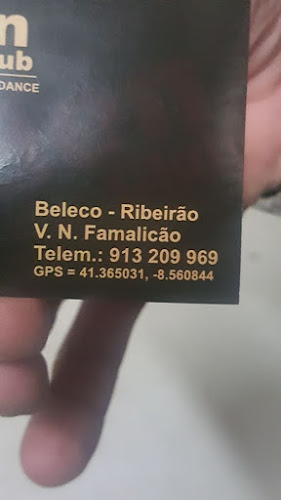 n
ub
DANCE
Beleco - Ribeirão
V. N. Famalicão
Telem.: 913 209 969
GPS = 41.365031, -8.560844